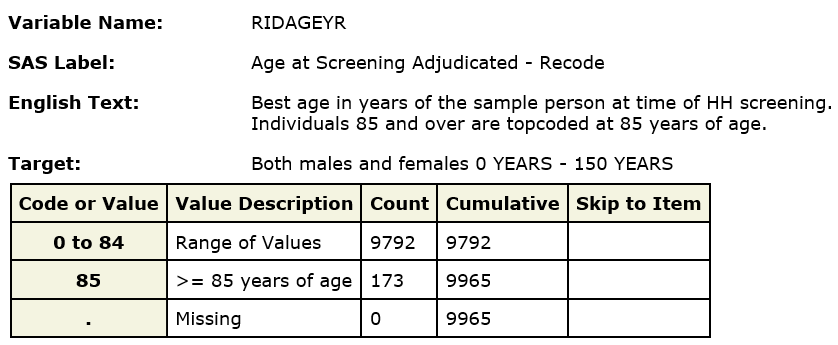 Variable Name: RIDAGEYR
SAS Label: Age at Screening Adjudicated - Recode
English Text: Best age in years of the sample person at time of HH screening.
Individuals 85 and over are topcoded at 85 years of age.
Target: Both males and females 0 YEARS - 150 YEARS
Code or Value Value Description Count Cumulative Skip to Item
0 to 84 Range of Values 9792 9792
85 >= 85 years of age 173 9965
. Missing 0 9965